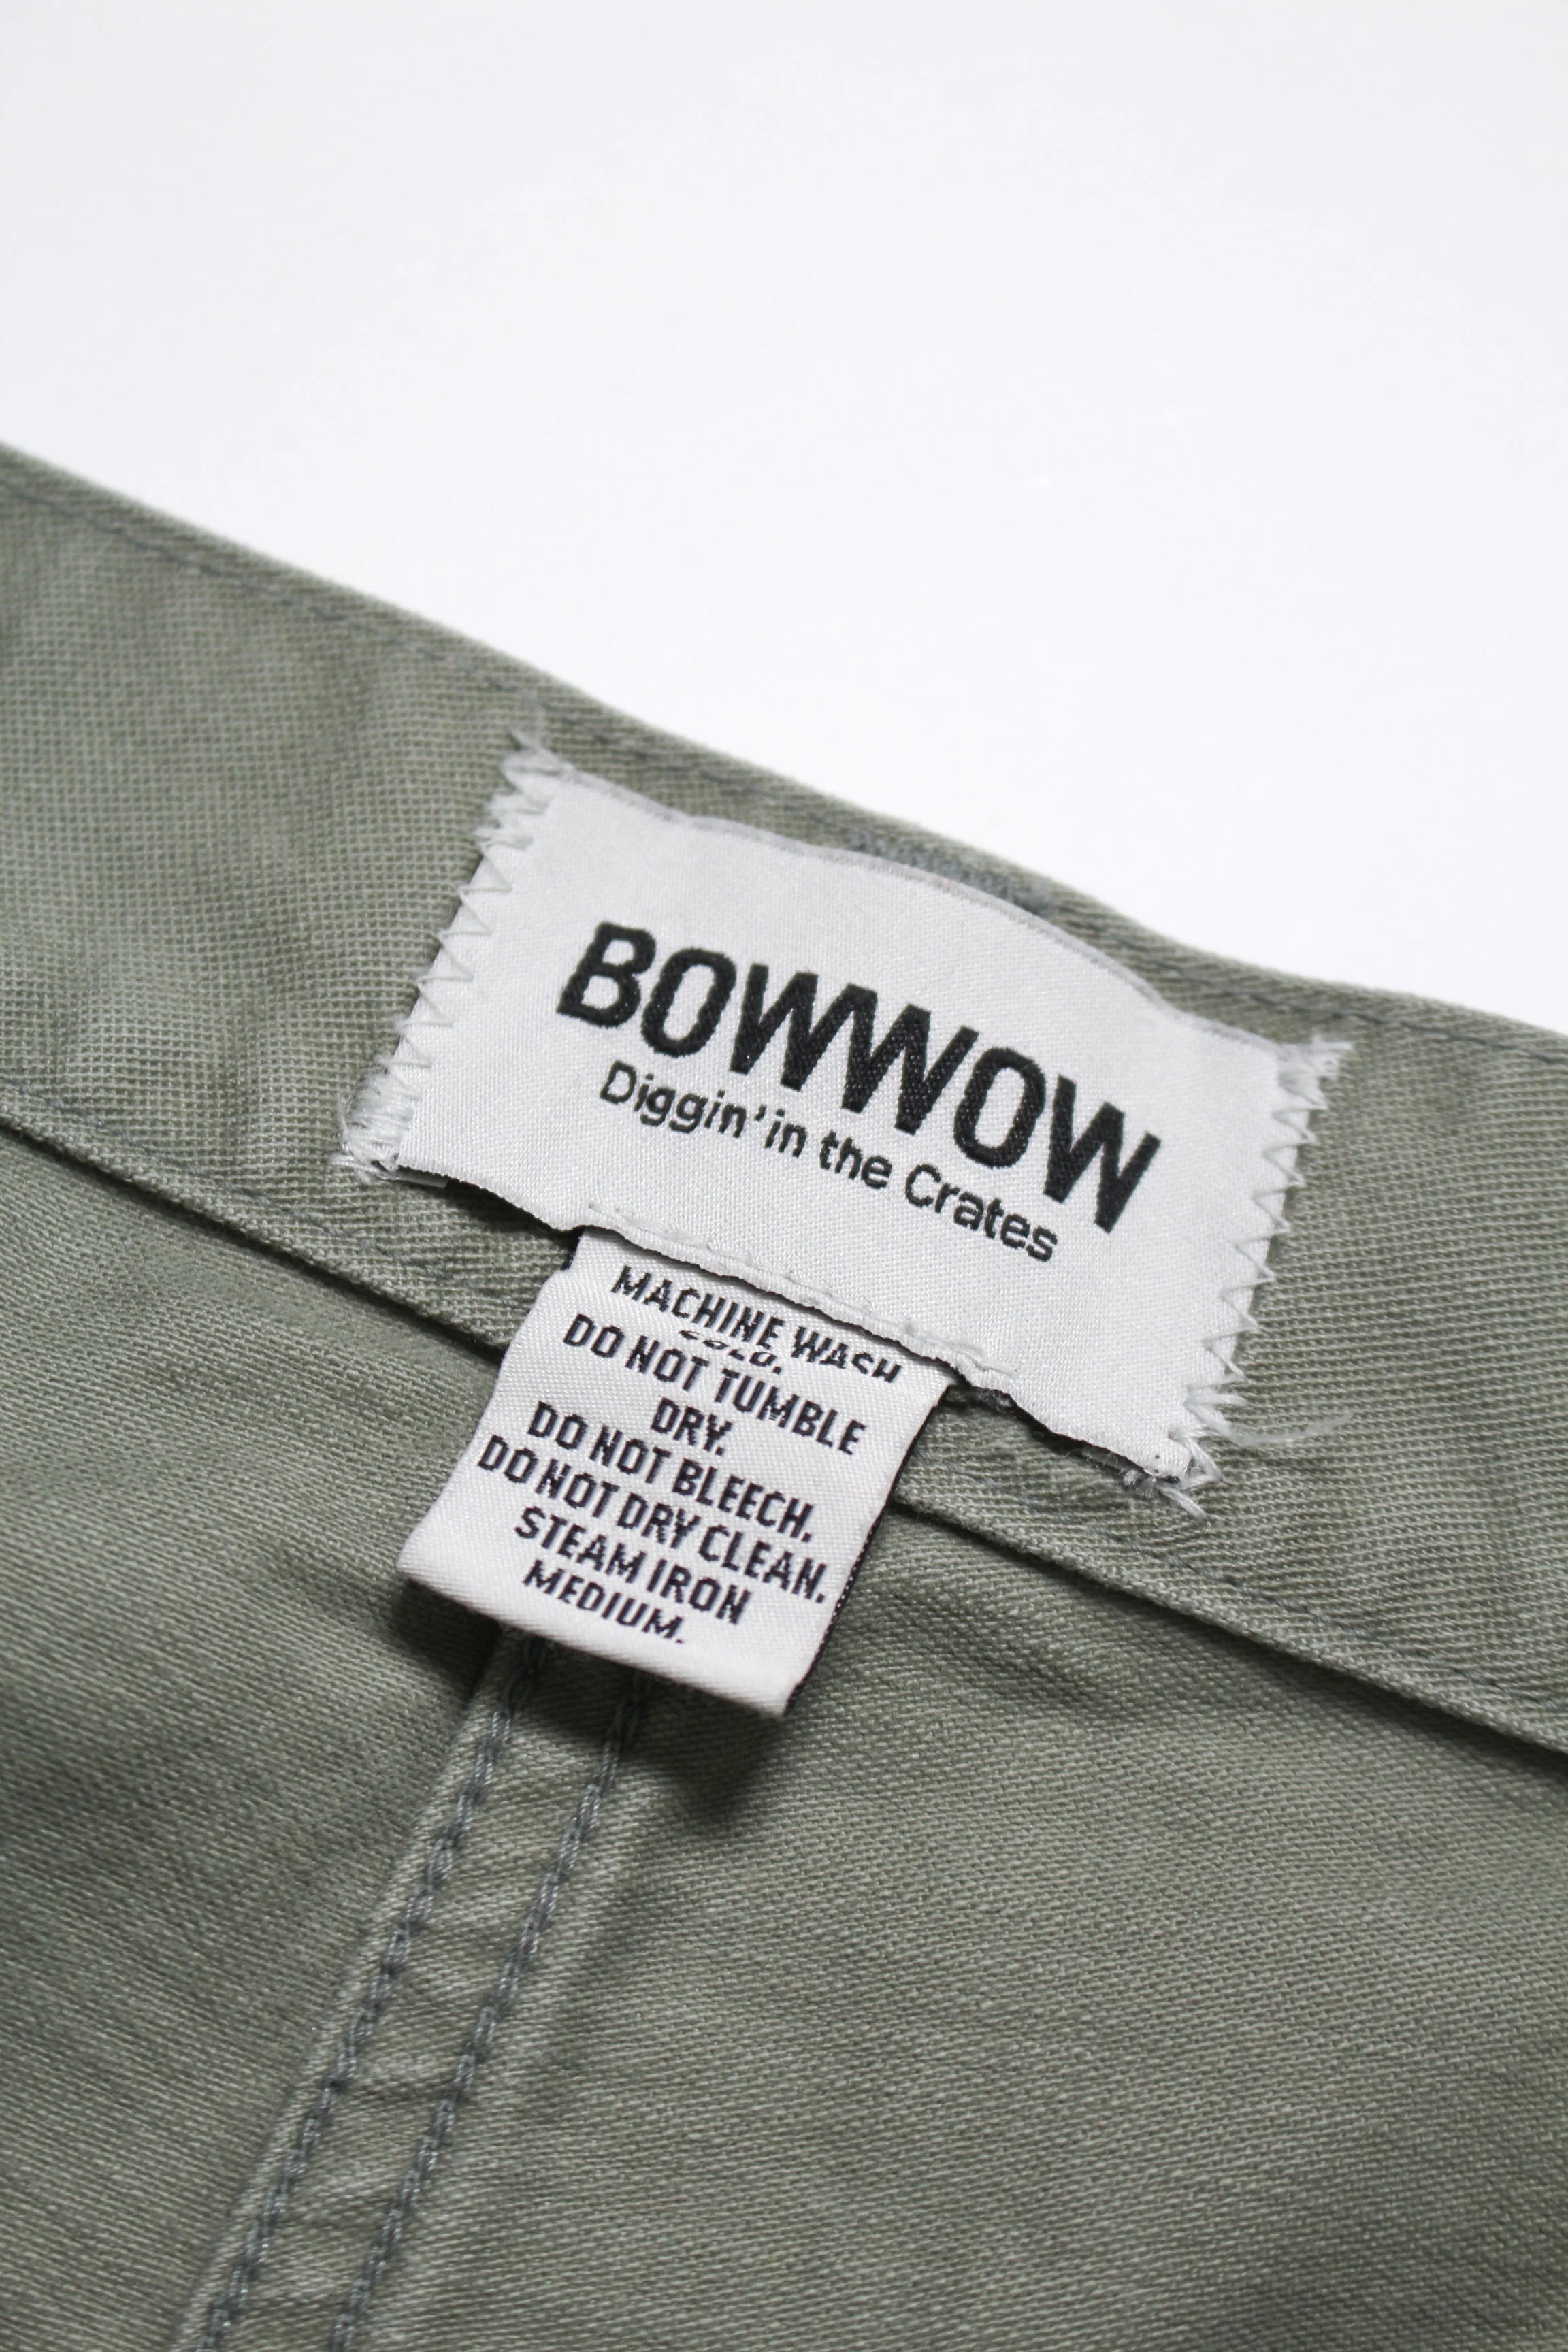 BOWWOW
Diggin' in the Crates
MACHINE WASH
COLD.
DO NOT TUMBLE
DRY.
DO NOT BLEECH.
DO NOT DRY CLEAN.
STEAM IRON
MEDIUM.